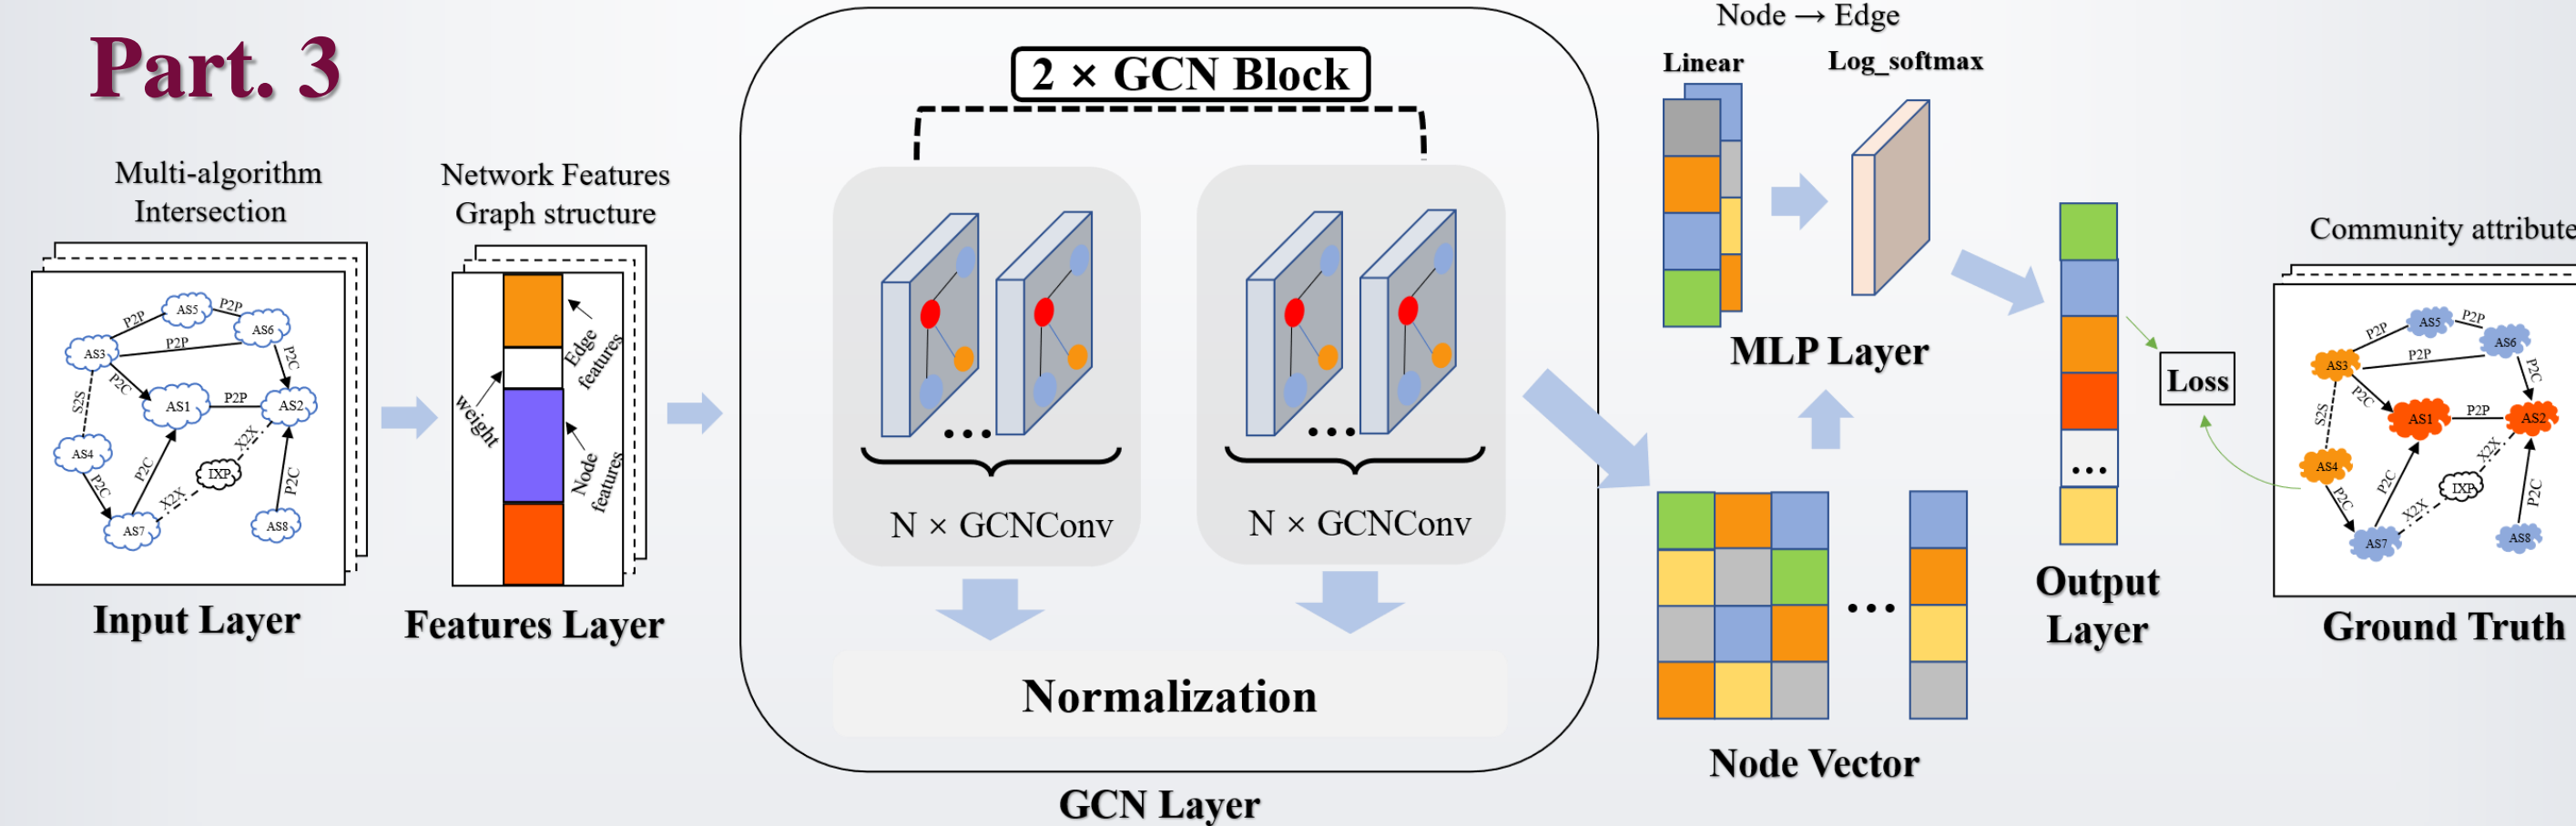 Part. 3
Multi-algorithm
Intersection
AS5
P2P
P2P
AS6
AS3
P2P
P2C
P2C
S2S
AS1
P2P
AS2
AS4
X2X
P2C
P2C
IXP
P2C
X2X
AS7
AS8
Input Layer
Network Features
Graph structure
Edge
features
weight
Node
features
Features Layer
2 × GCN Block
...
N × GCNConv
...
N × GCNConv
Normalization
GCN Layer
Node → Edge
Linear
Log_softmax
MLP Layer
...
Node Vector
...
Output
Layer
Loss
Community attribute
AS5
P2P
P2P
AS6
AS3
P2P
P2C
P2C
S2S
AS1
P2P
AS2
AS4
X2X
P2C
P2C
IXP
P2C
X2X
AS7
AS8
Ground Truth